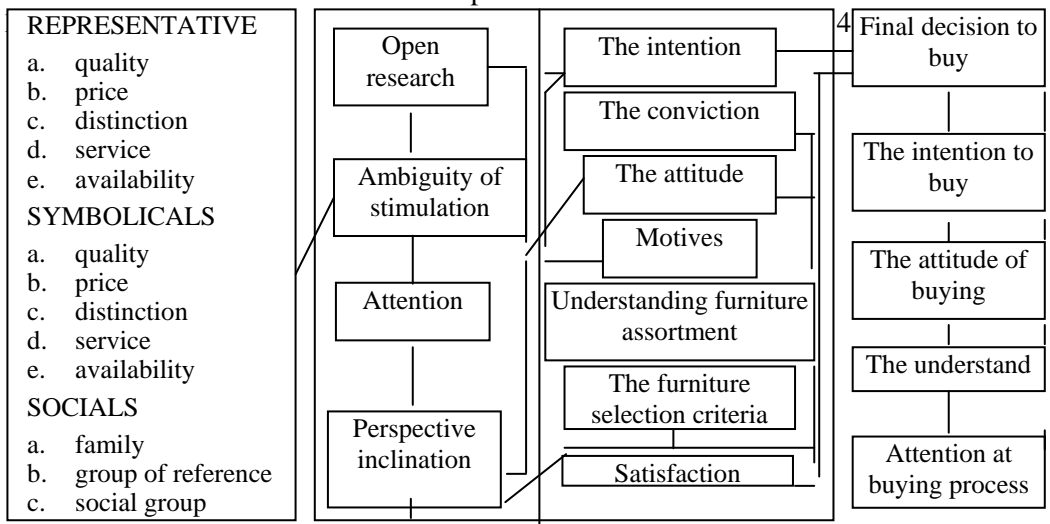 REPRESENTATIVE
a. quality
b. price
c. distinction
d. service
e. availability
SYMBOLICALS
a. quality
b. price
c. distinction
d. service
e. availability
SOCIALS
a. family
b. group of reference
c. social group
Open
research
Ambiguity of
stimulation
Attention
Perspective
inclination
The intention
The conviction
The attitude
Motives
Understanding furniture
assortment
The furniture
selection criteria
Satisfaction
4
Final decision to
buy
The intention to
buy
The attitude of
buying
The understand
Attention at
buying process